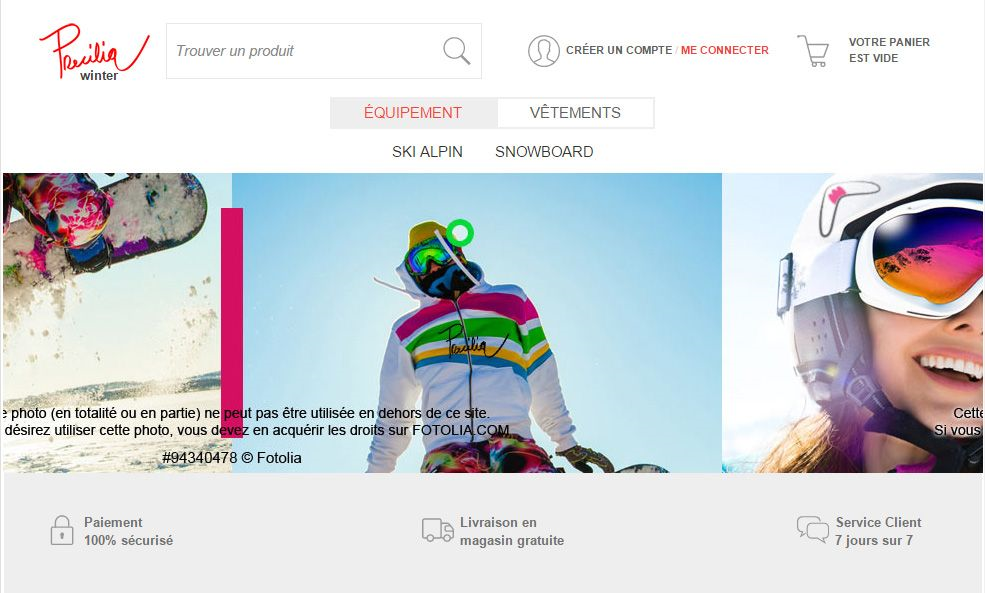 Precilia
winter
Trouver un produit
CRÉER UN COMPTE / ME CONNECTER
VOTRE PANIER
EST VIDE
ÉQUIPEMENT
VÊTEMENTS
SKI ALPIN
SNOWBOARD
Precilia
e photo (en totalité ou en partie) ne peut pas être utilisée en dehors de ce site.
désirez utiliser cette photo, vous devez en acquérir les droits sur FOTOLIA.COM
#94340478 © Fotolia
Cette
Si vous
Paiement
100% sécurisé
Livraison en
magasin gratuite
Service Client
7 jours sur 7